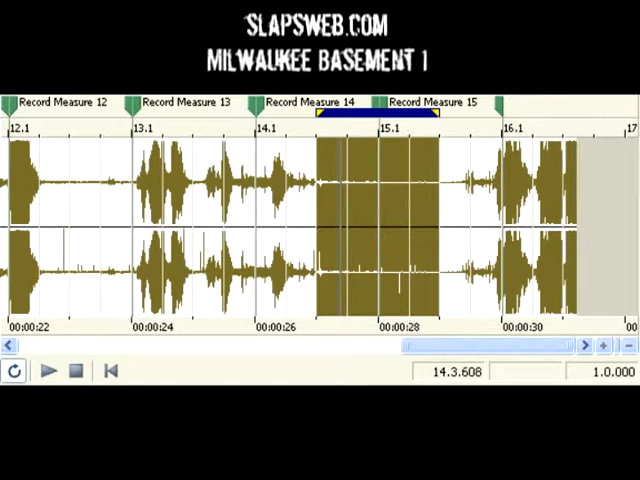 SLAPSWEB.COM
MILWAUKEE BASEMENT 1
Record Measure 12 Record Measure 13 Record Measure 14 Record Measure 15
12.1 13.1 14.1 15.1 16.1 17
00:00:22 00:00:24 00:00:26 00:00:28 00:00:30 00
14.3.608 1.0.000